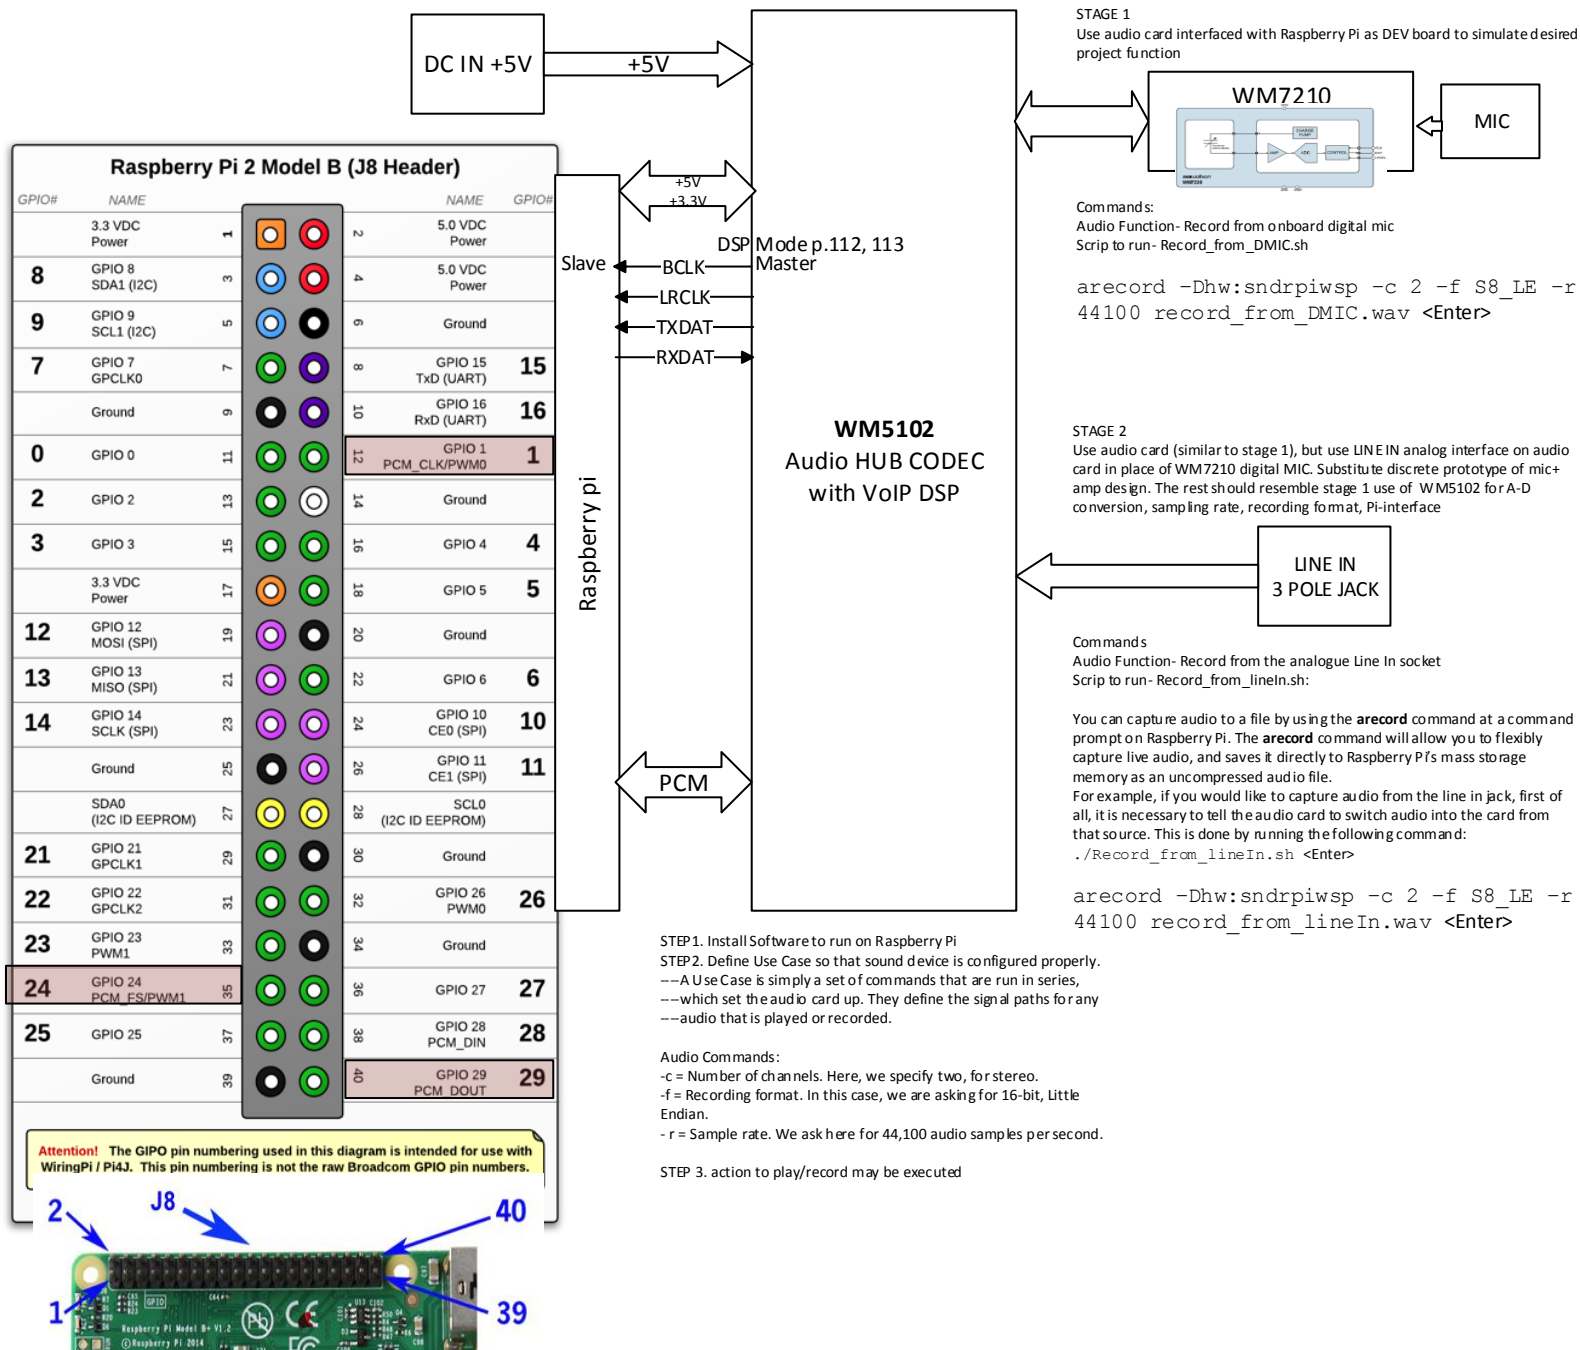 DC IN +5V
+5V
STAGE 1
Use audio card interfaced with Raspberry Pi as DEV board to simulate desired
project function
WM7210
MIC
CHARGE
PUMP
AMP
ADC
CONTROL
Commands:
Audio Function- Record from onboard digital mic
Scrip to run- Record_from_DMIC.sh
arecord –Dhw:sndrpiwsp –c 2 –f S8_LE –r
44100 record_from_DMIC.wav <Enter>
Raspberry Pi 2 Model B (J8 Header)
GPIO# NAME NAME GPIO#
3.3 VDC
Power 1 2 5.0 VDC
Power
8 GPIO 8
SDA1 (I2C) 3 4 5.0 VDC
Power
9 GPIO 9
SCL1 (I2C) 5 6 Ground
7 GPIO 7
GPCLK0 7 8 GPIO 15
TxD (UART) 15
Ground 9 10 GPIO 16
RxD (UART) 16
0 GPIO 0 11 12 GPIO 1
PCM_CLK/PWM0 1
2 GPIO 2 13 14 Ground
3 GPIO 3 15 16 GPIO 4 4
3.3 VDC
Power 17 18 GPIO 5 5
12 GPIO 12
MOSI (SPI) 19 20 Ground
13 GPIO 13
MISO (SPI) 21 22 GPIO 6 6
14 GPIO 14
SCLK (SPI) 23 24 GPIO 10
CE0 (SPI) 10
Ground 25 26 GPIO 11
CE1 (SPI) 11
SDA0
(I2C ID EEPROM) 27 28 SCL0
(I2C ID EEPROM)
21 GPIO 21
GPCLK1 29 30 Ground
22 GPIO 22
GPCLK2 31 32 GPIO 26
PWM0 26
23 GPIO 23
PWM1 33 34 Ground
24 GPIO 24
PCM_FS/PWM1 35 36 GPIO 27 27
25 GPIO 25 37 38 GPIO 28
PCM_DIN 28
Ground 39 40 GPIO 29
PCM_DOUT 29
Attention! The GIPO pin numbering used in this diagram is intended for use with
WiringPi / Pi4J. This pin numbering is not the raw Broadcom GPIO pin numbers.
J8
2
40
1
39
GPIO
Raspberry Pi Model B+ V1.2
©Raspberry Pi 2014
Raspberry pi
+5V
+3.3V
DSP Mode p.112, 113
Slave
Master
BCLK
LRCLK
TXDAT
RXDAT
PCM
WM5102
Audio HUB CODEC
with VoIP DSP
STAGE 2
Use audio card (similar to stage 1), but use LINE IN analog interface on audio
card in place of WM7210 digital MIC. Substitute discrete prototype of mic+
amp design. The rest should resemble stage 1 use of WM5102 for A-D
conversion, sampling rate, recording format, Pi-interface
LINE IN
3 POLE JACK
Commands
Audio Function- Record from the analogue Line In socket
Scrip to run- Record_from_lineIn.sh:
You can capture audio to a file by using the arecord command at a command
prompt on Raspberry Pi. The arecord command will allow you to flexibly
capture live audio, and saves it directly to Raspberry Pi's mass storage
memory as an uncompressed audio file.
For example, if you would like to capture audio from the line in jack, first of
all, it is necessary to tell the audio card to switch audio into the card from
that source. This is done by running the following command:
./Record_from_lineIn.sh <Enter>
arecord –Dhw:sndrpiwsp –c 2 –f S8_LE –r
44100 record_from_lineIn.wav <Enter>
STEP1. Install Software to run on Raspberry Pi
STEP2. Define Use Case so that sound device is configured properly.
----A Use Case is simply a set of commands that are run in series,
----which set the audio card up. They define the signal paths for any
----audio that is played or recorded.
Audio Commands:
-c = Number of channels. Here, we specify two, for stereo.
-f = Recording format. In this case, we are asking for 16-bit, Little
Endian.
- r = Sample rate. We ask here for 44,100 audio samples per second.
STEP 3. action to play/record may be executed